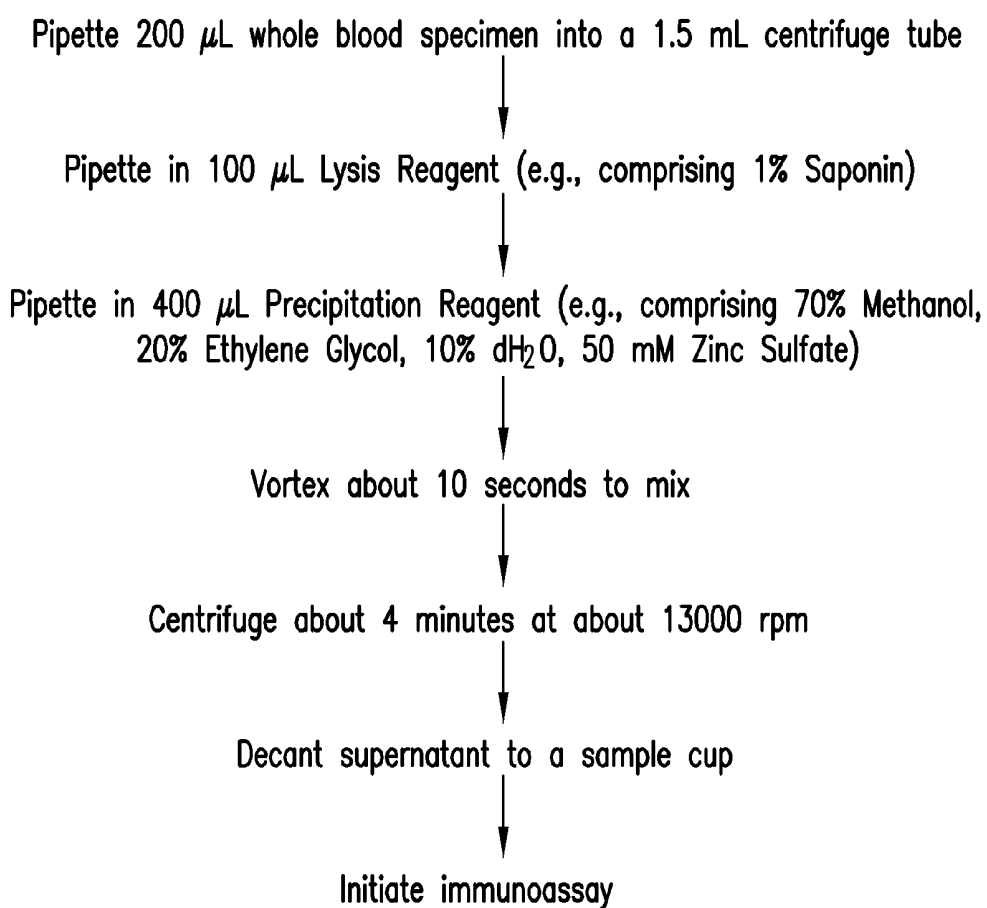 Pipette 200 μL whole blood specimen into a 1.5 mL centrifuge tube
Pipette in 100 μL Lysis Reagent (e.g., comprising 1% Saponin)
Pipette in 400 μL Precipitation Reagent (e.g., comprising 70% Methanol,
20% Ethylene Glycol, 10% dH₂O, 50 mM Zinc Sulfate)
Vortex about 10 seconds to mix
Centrifuge about 4 minutes at about 13000 rpm
Decant supernatant to a sample cup
Initiate immunoassay